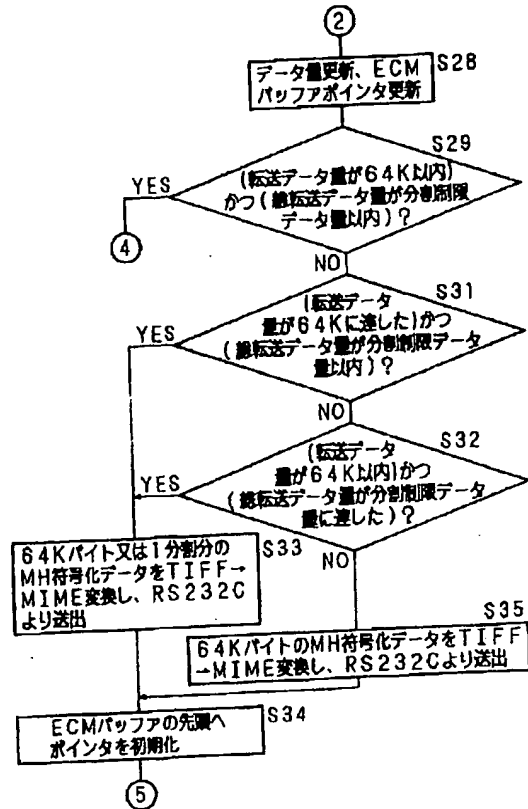 2
データ量更新、ECM
バッファポインタ更新
S28
S29
(転送データ量が64K以内)
かつ(総転送データ量が分割制限
データ量以内)?
YES
4
NO
S31
(転送データ
量が64Kに達した)かつ
(総転送データ量が分割制限データ
量以内)?
YES
NO
S32
(転送データ
量が64K以内)かつ
(総転送データ量が分割制限データ
量に達した)?
YES
NO
S33
64Kバイト又は1分割分の
MH符号化データをTIFF→
MIME変換し、RS232C
より送出
S35
64KバイトのMH符号化データをTIFF
→MIME変換し、RS232Cより送出
S34
ECMバッファの先頭へ
ポインタを初期化
5